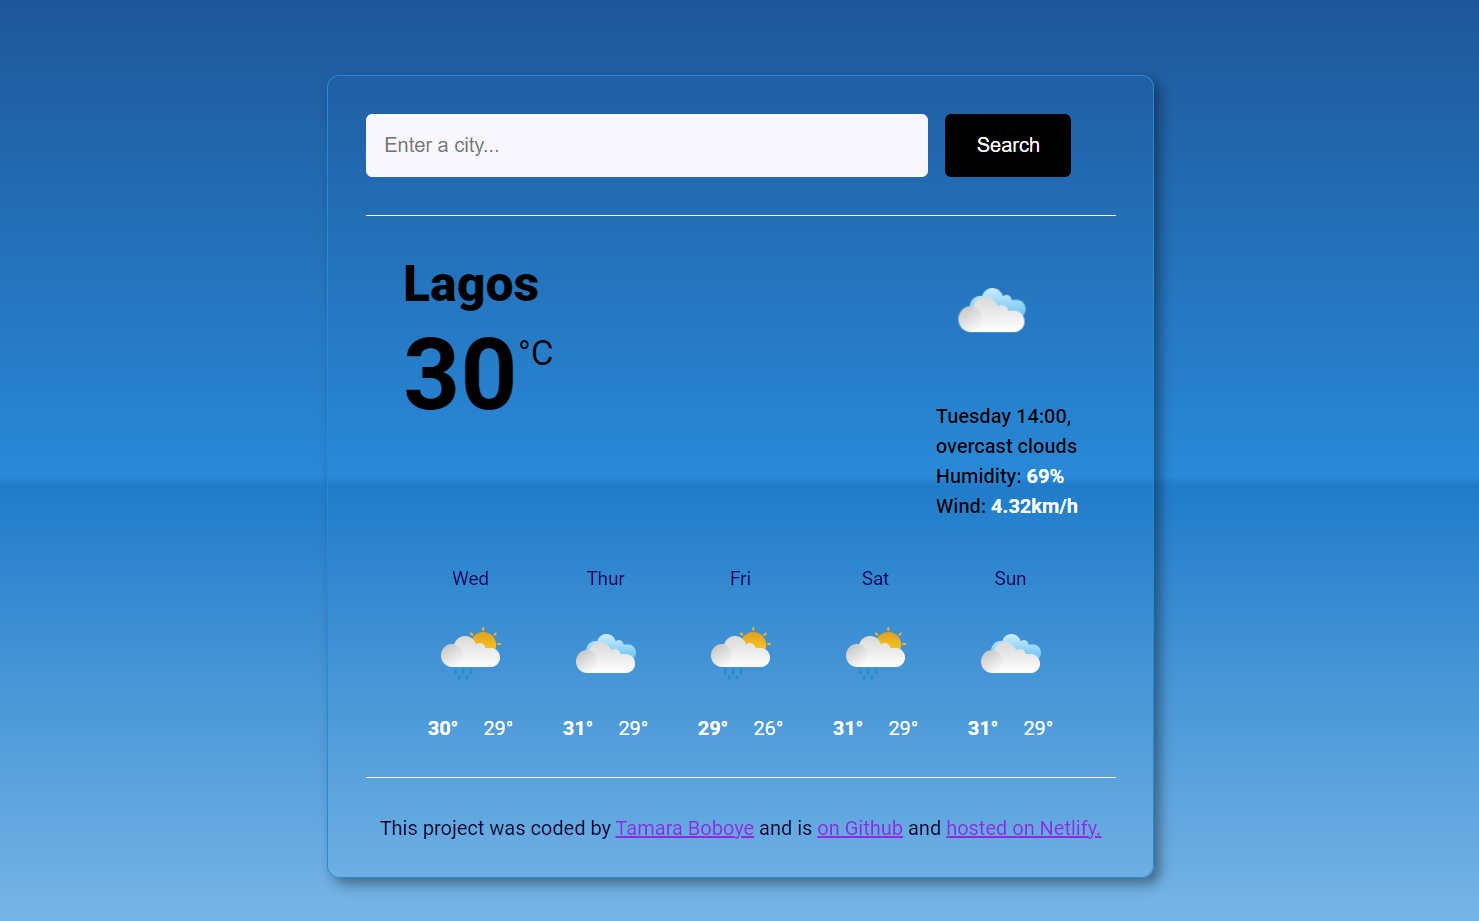 Enter a city...
Search
Lagos
30°C
Tuesday 14:00,
overcast clouds
Humidity: 69%
Wind: 4.32km/h
Wed Thur Fri Sat Sun
30° 29° 31° 29° 29° 26° 31° 29° 31° 29°
This project was coded by Tamara Boboye and is on Github and hosted on Netlify.